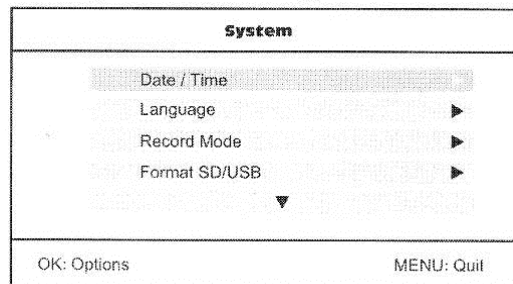 System
Date / Time
Language
Record Mode
Format SD/USB
OK: Options
MENU: Quit